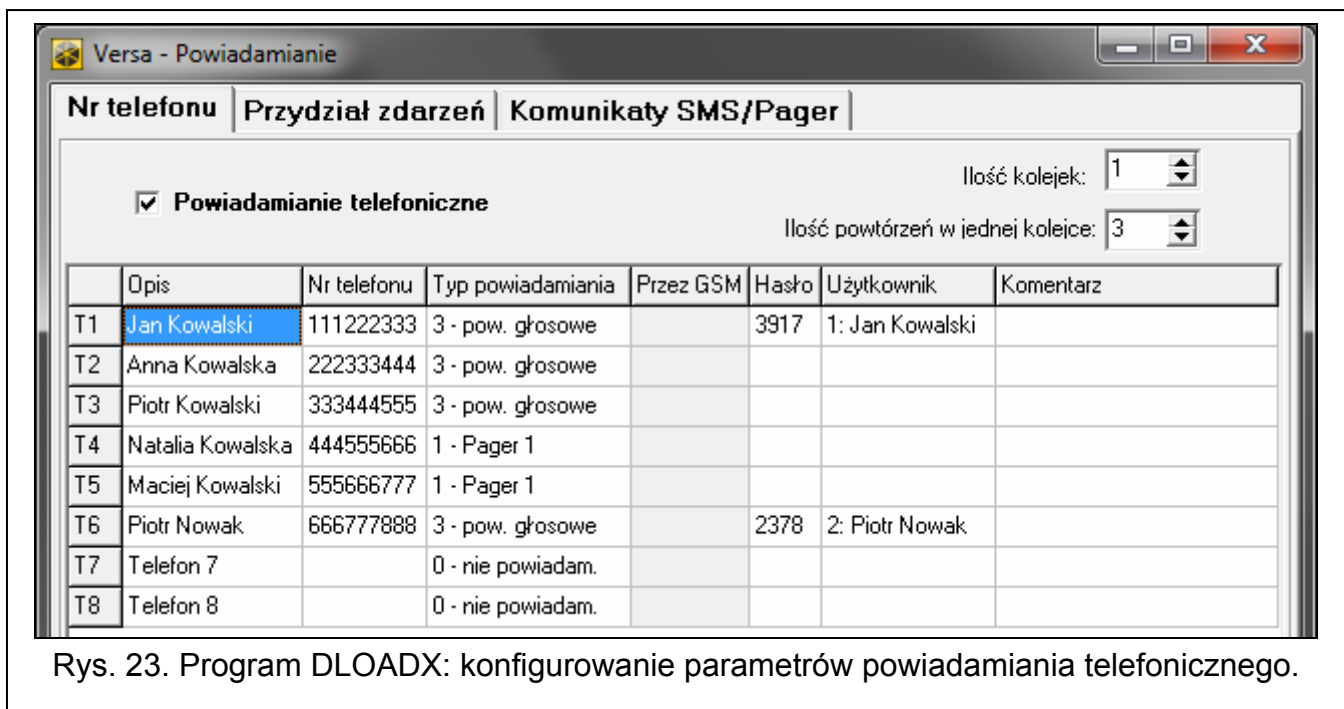 Versa - Powiadamianie
Nr telefonu Przydział zdarzeń Komunikaty SMS/Pager
Ilość kolejek: 1
Powiadamianie telefoniczne
Ilość powtórzeń w jednej kolejce: 3
Opis Nr telefonu Typ powiadamiania Przez GSM Hasło Użytkownik Komentarz
T1 Jan Kowalski 111222333 3 - pow. głosowe 3917 1: Jan Kowalski
T2 Anna Kowalska 222333444 3 - pow. głosowe
T3 Piotr Kowalski 333444555 3 - pow. głosowe
T4 Natalia Kowalska 444555666 1 - Pager 1
T5 Maciej Kowalski 555666777 1 - Pager 1
T6 Piotr Nowak 666777888 3 - pow. głosowe 2378 2: Piotr Nowak
T7 Telefon 7 0 - nie powiadam.
T8 Telefon 8 0 - nie powiadam.
Rys. 23. Program DLOADX: konfigurowanie parametrów powiadamiania telefonicznego.